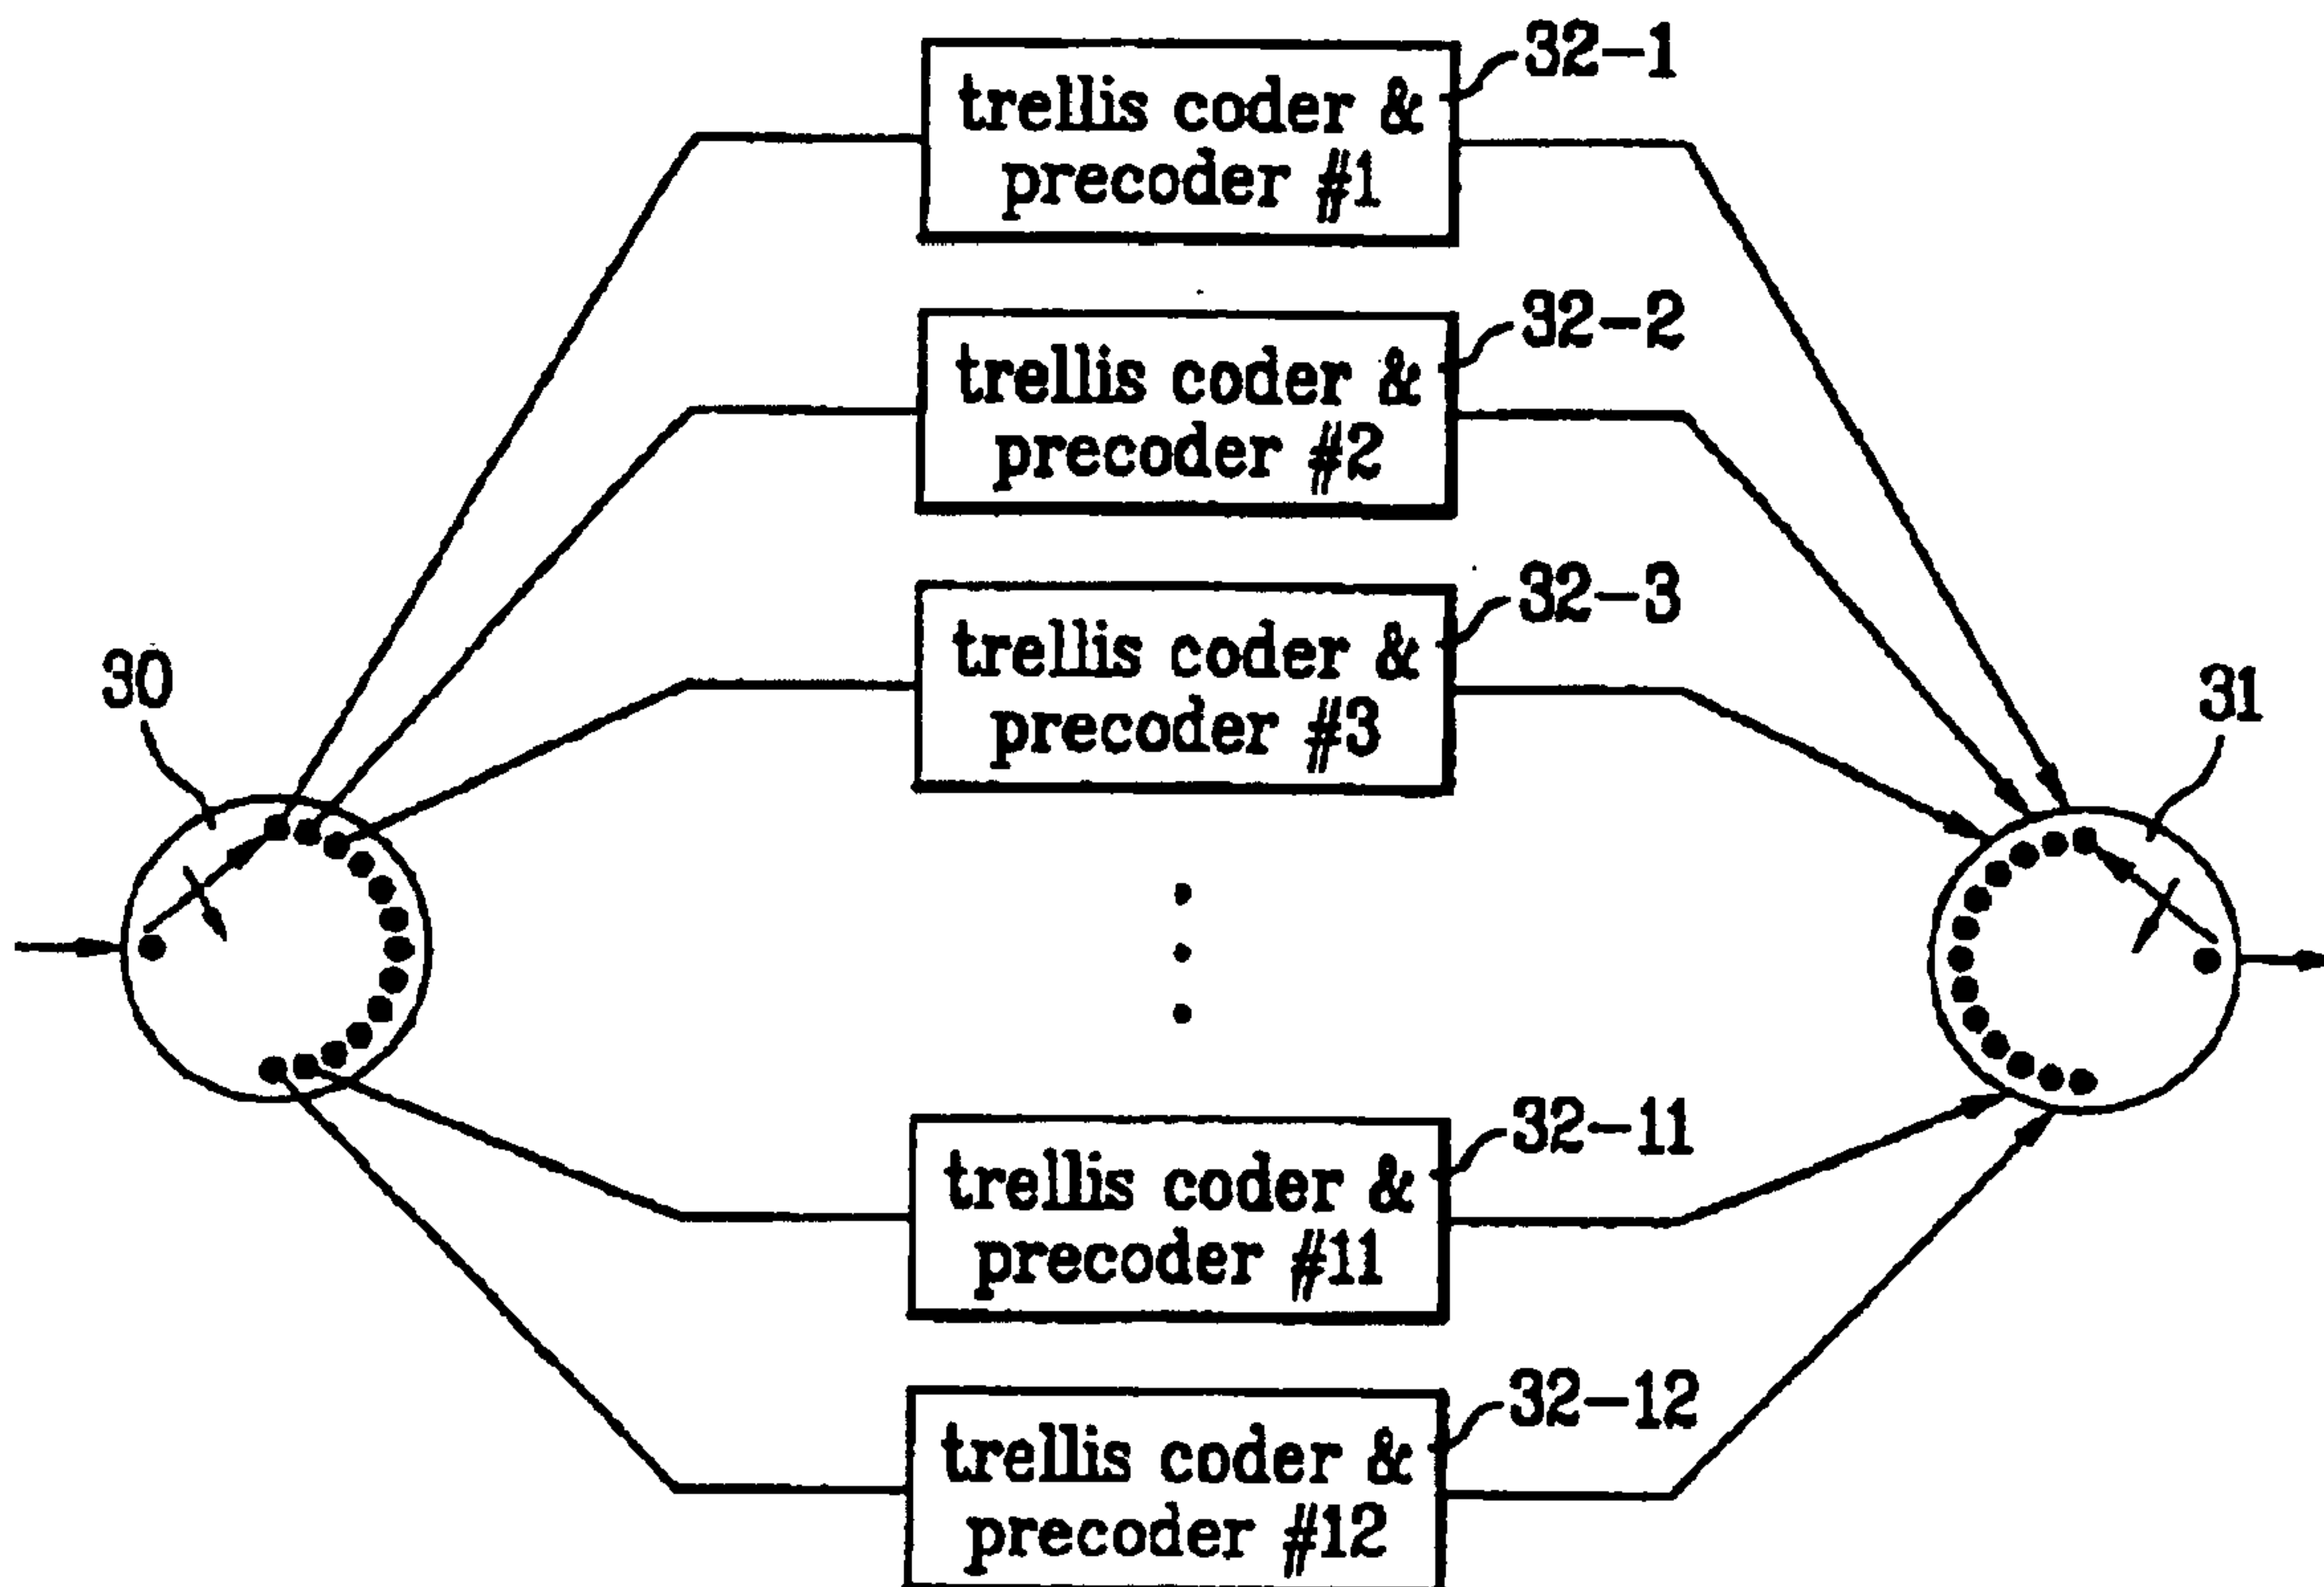 32-1
trellis coder &
precoder #1
32-2
trellis coder &
precoder #2
32-3
trellis coder &
precoder #3
30
31
32-11
trellis coder &
precoder #11
32-12
trellis coder &
precoder #12